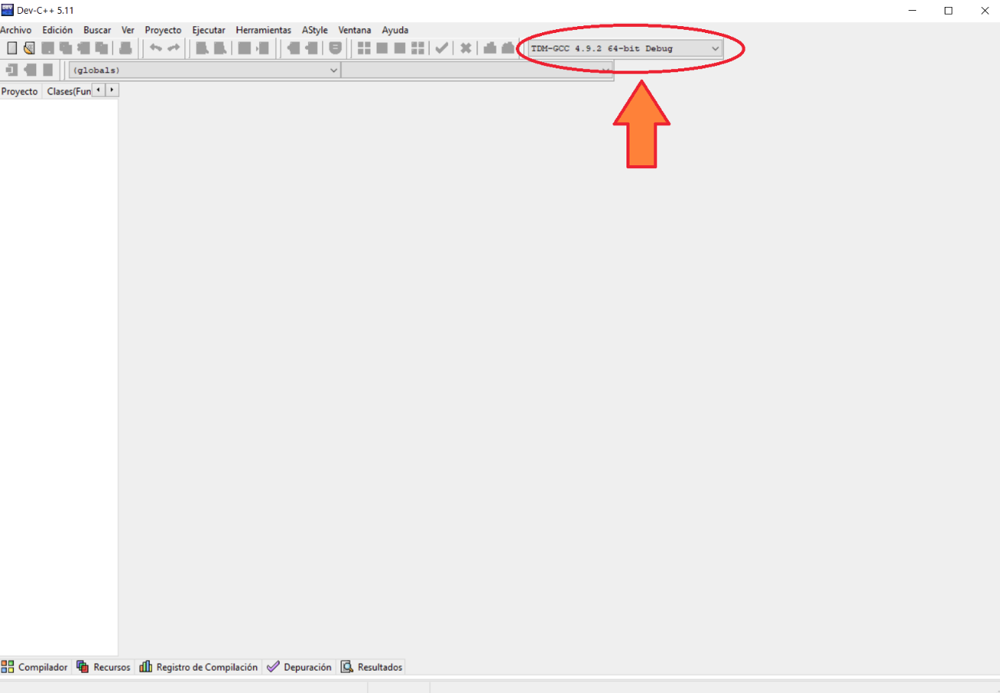 Dev-C++ 5.11
Archivo Edición Buscar Ver Proyecto Ejecutar Herramientas AStyle Ventana Ayuda
TDM-GCC 4.9.2 64-bit Debug
(globals)
Proyecto Clases(Fun
Compilador Recursos Registro de Compilación Depuración Resultados